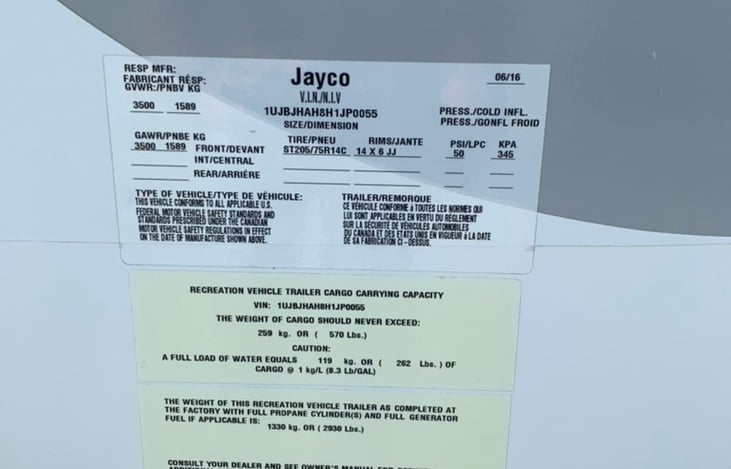 RESP MFR:
FABRICANT RÉSP:
GVWR:/PNBV KG
3500 1589
Jayco
06/16
V.I.N./N.I.V
1UJBJHAH8H1JP0055
SIZE/DIMENSION
PRESS./COLD INFL.
PRESS./GONFL FROID
GAWR/PNBE KG TIRE/PNEU RIMS/JANTE PSI/LPC KPA
3500 1589 FRONT/DEVANT ST205/75R14C 14 X 6 JJ 50 345
INT/CENTRAL
REAR/ARRIÈRE
TYPE OF VEHICLE/TYPE DE VÉHICULE:
THIS VEHICLE CONFORMS TO ALL APPLICABLE U.S.
FEDERAL MOTOR VEHICLE SAFETY STANDARDS AND
STANDARDS PRESCRIBED UNDER THE CANADIAN
MOTOR VEHICLE SAFETY REGULATIONS IN EFFECT
ON THE DATE OF MANUFACTURE SHOWN ABOVE.
TRAILER/REMORQUE
CE VÉHICULE CONFORME à TOUTES LES NORMES QUI
LUI SONT APPLICABLES EN VERTU DU RÈGLEMENT
SUR LA SÉCURITÉ DE VÉHICULES AUTOMOBILES
DU CANADA ET DES ETATS UNIS EN VIGUEUR à LA DATE
DE SA FABRICATION CI - DESSUS.
RECREATION VEHICLE TRAILER CARGO CARRYING CAPACITY
VIN: 1UJBJHAH8H1JP0055
THE WEIGHT OF CARGO SHOULD NEVER EXCEED:
259 kg. OR ( 570 Lbs.)
CAUTION:
A FULL LOAD OF WATER EQUALS 119 kg. OR ( 262 Lbs. ) OF
CARGO @ 1 kg/L (8.3 Lb/GAL)
THE WEIGHT OF THIS RECREATION VEHICLE TRAILER AS COMPLETED AT
THE FACTORY WITH FULL PROPANE CYLINDER(S) AND FULL GENERATOR
FUEL IF APPLICABLE IS:
1330 kg. OR ( 2930 Lbs.)
CONSULT YOUR DEALER AND SEE OWNER'S MANUAL FOR